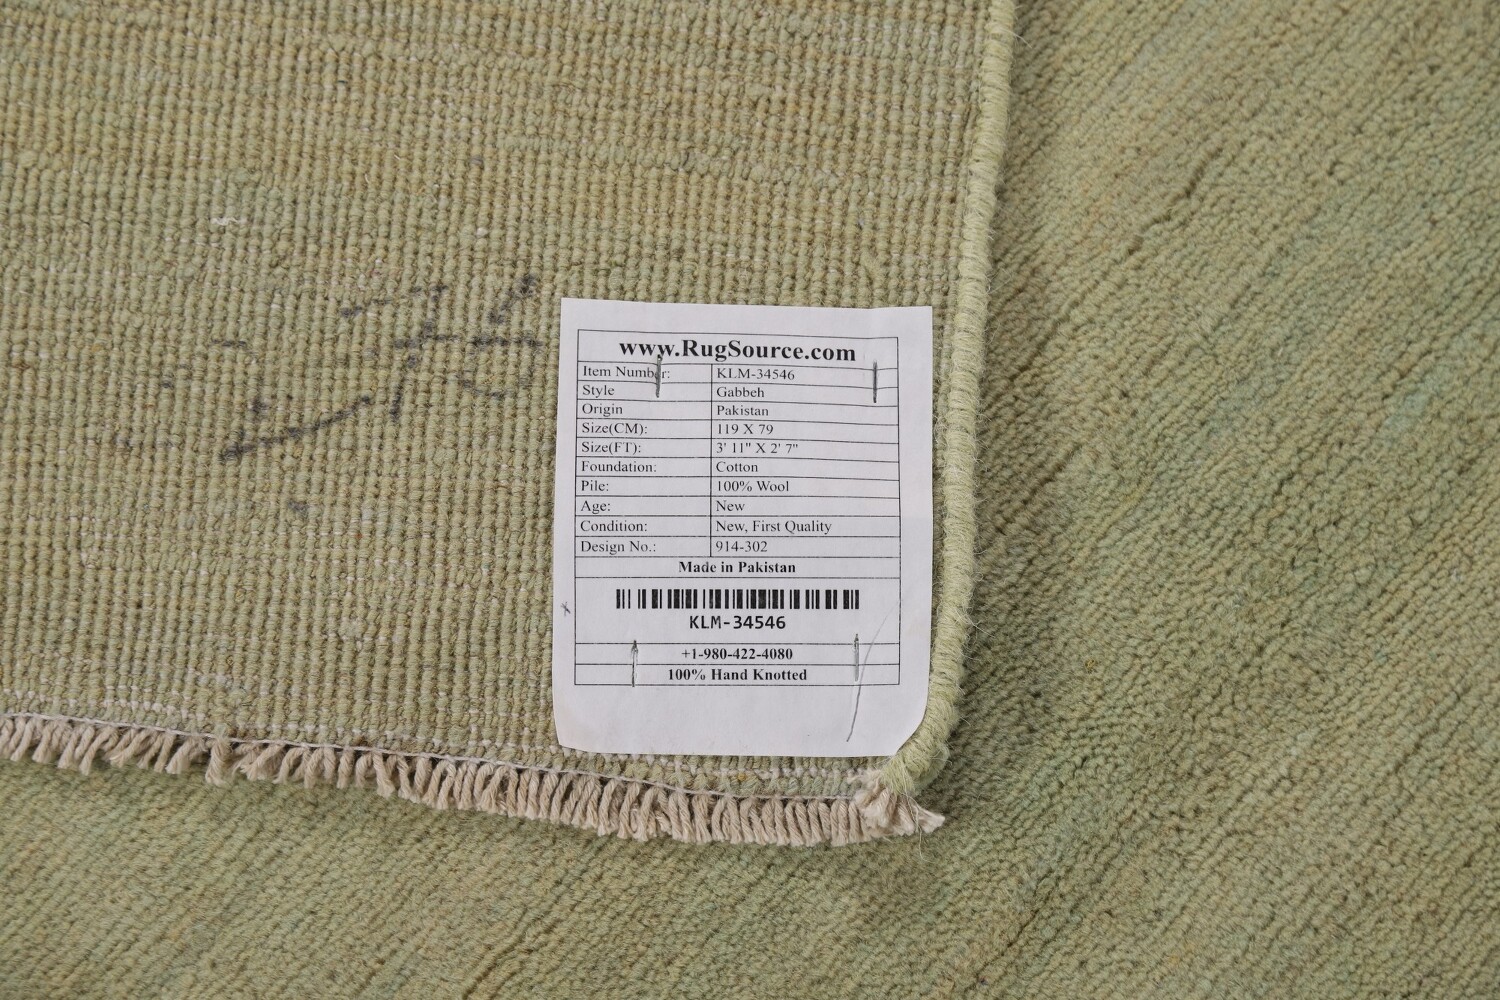 www.RugSource.com
Item Number: KLM-34546
Style Gabbeh
Origin Pakistan
Size(CM): 119 X 79
Size(FT): 3' 11" X 2' 7"
Foundation: Cotton
Pile: 100% Wool
Age: New
Condition: New, First Quality
Design No.: 914-302
Made in Pakistan
KLM-34546
+1-980-422-4080
100% Hand Knotted